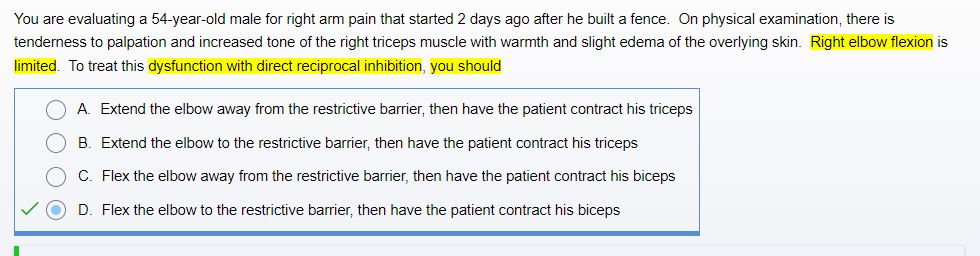 You are evaluating a 54-year-old male for right arm pain that started 2 days ago after he built a fence.  On physical examination, there is
tenderness to palpation and increased tone of the right triceps muscle with warmth and slight edema of the overlying skin.  Right elbow flexion is
limited.  To treat this dysfunction with direct reciprocal inhibition, you should
A.  Extend the elbow away from the restrictive barrier, then have the patient contract his triceps
B.  Extend the elbow to the restrictive barrier, then have the patient contract his triceps
C.  Flex the elbow away from the restrictive barrier, then have the patient contract his biceps
D.  Flex the elbow to the restrictive barrier, then have the patient contract his biceps